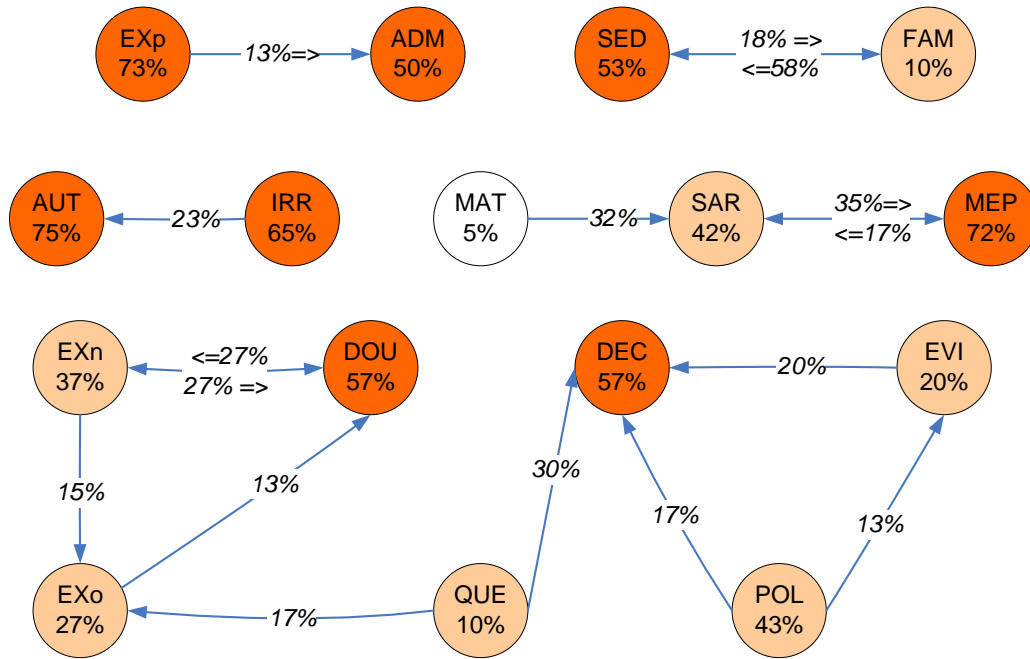 EXp
73%
13%=>
ADM
50%
SED
53%
18% =>
<=58%
FAM
10%
AUT
75%
23%
IRR
65%
MAT
5%
32%
SAR
42%
35%=>
<=17%
MEP
72%
EXn
37%
<=27%
27% =>
DOU
57%
DEC
57%
20%
EVI
20%
15%
13%
30%
17%
13%
EXo
27%
17%
QUE
10%
POL
43%